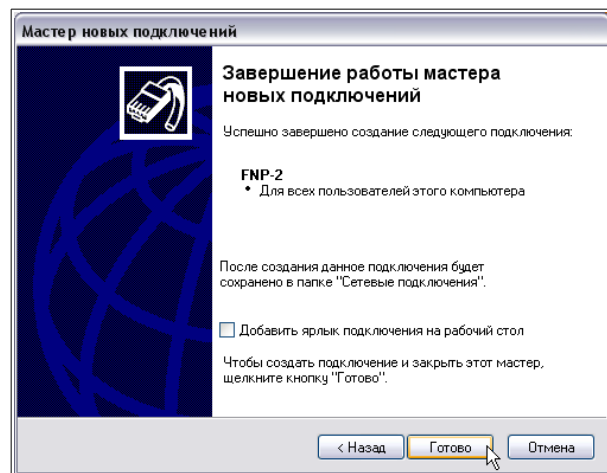 Мастер новых подключений
Завершение работы мастера
новых подключений
Успешно завершено создание следующего подключения:
FNP-2
• Для всех пользователей этого компьютера
После создания данное подключения будет
сохранено в папке "Сетевые подключения".
Добавить ярлык подключения на рабочий стол
Чтобы создать подключение и закрыть этот мастер,
щелкните кнопку "Готово".
< Назад Готово Отмена